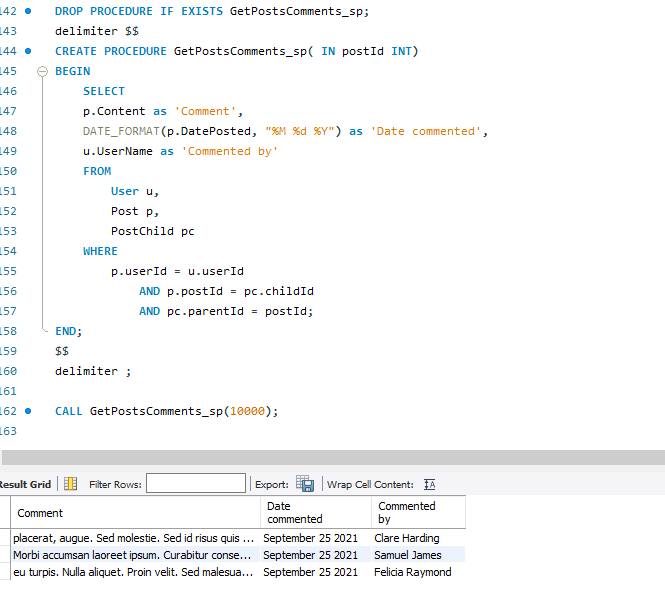 142 DROP PROCEDURE IF EXISTS GetPostsComments_sp;
143 delimiter $$
144 CREATE PROCEDURE GetPostsComments_sp( IN postId INT)
145 BEGIN
146 SELECT
147 p.Content as 'Comment',
148 DATE_FORMAT(p.DatePosted, "%M %d %Y") as 'Date commented',
149 u.UserName as 'Commented by'
150 FROM
151 User u,
152 Post p,
153 PostChild pc
154 WHERE
155 p.userId = u.userId
156 AND p.postId = pc.childId
157 AND pc.parentId = postId;
158 END;
159 $$
160 delimiter ;
161
162 CALL GetPostsComments_sp(10000);
163
Result Grid Filter Rows: Export: Wrap Cell Content:
Comment Date commented Commented by
placerat, augue. Sed molestie. Sed id risus quis ... September 25 2021 Clare Harding
Morbi accumsan laoreet ipsum. Curabitur conse... September 25 2021 Samuel James
eu turpis. Nulla aliquet. Proin velit. Sed malesua... September 25 2021 Felicia Raymond